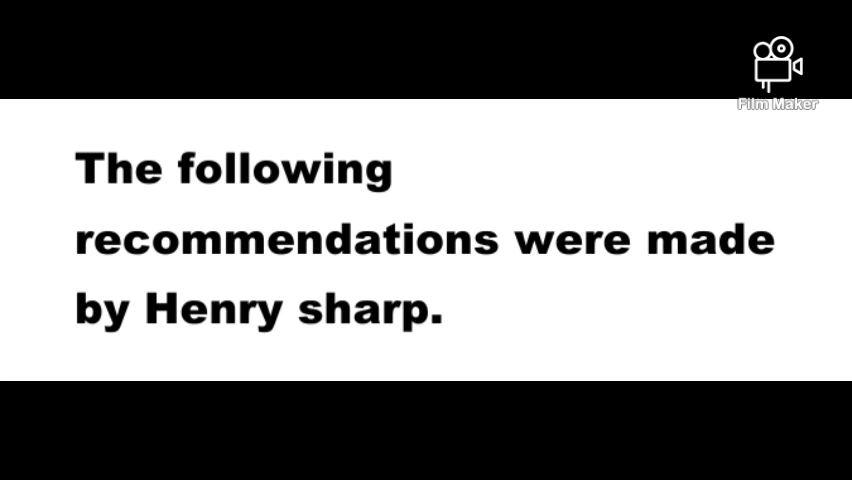 Film Maker
The following
recommendations were made
by Henry sharp.